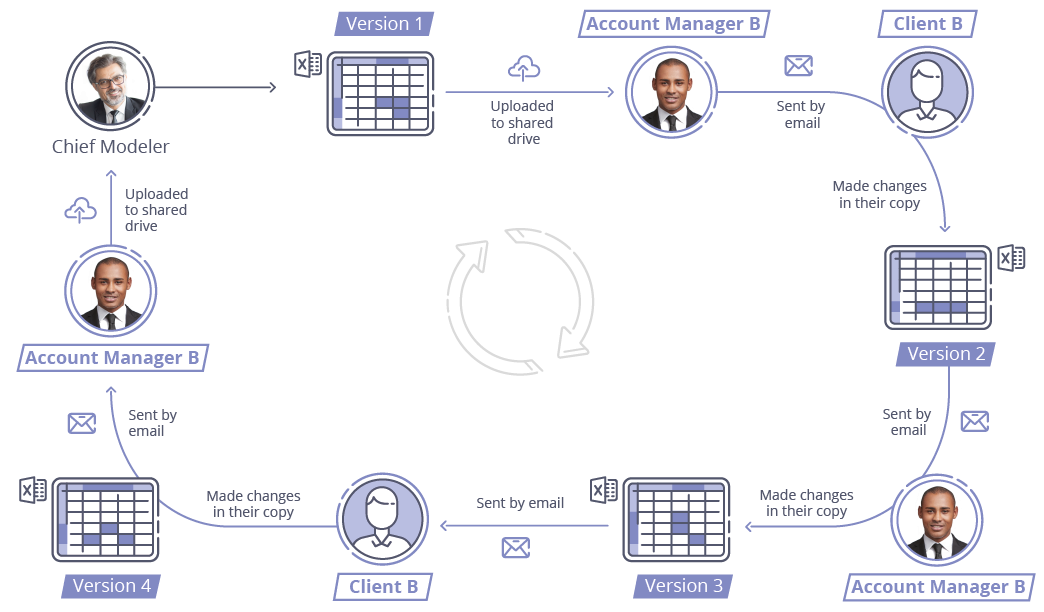 Version 1
Account Manager B
Client B
X
Chief Modeler
Uploaded
to shared
drive
Sent by
email
Made changes
in their copy
X
Version 2
Uploaded
to shared
drive
Account Manager B
Sent by
email
Sent by
email
X
Version 4
Made changes
in their copy
Client B
Sent by email
X
Version 3
Made changes
in their copy
Account Manager B